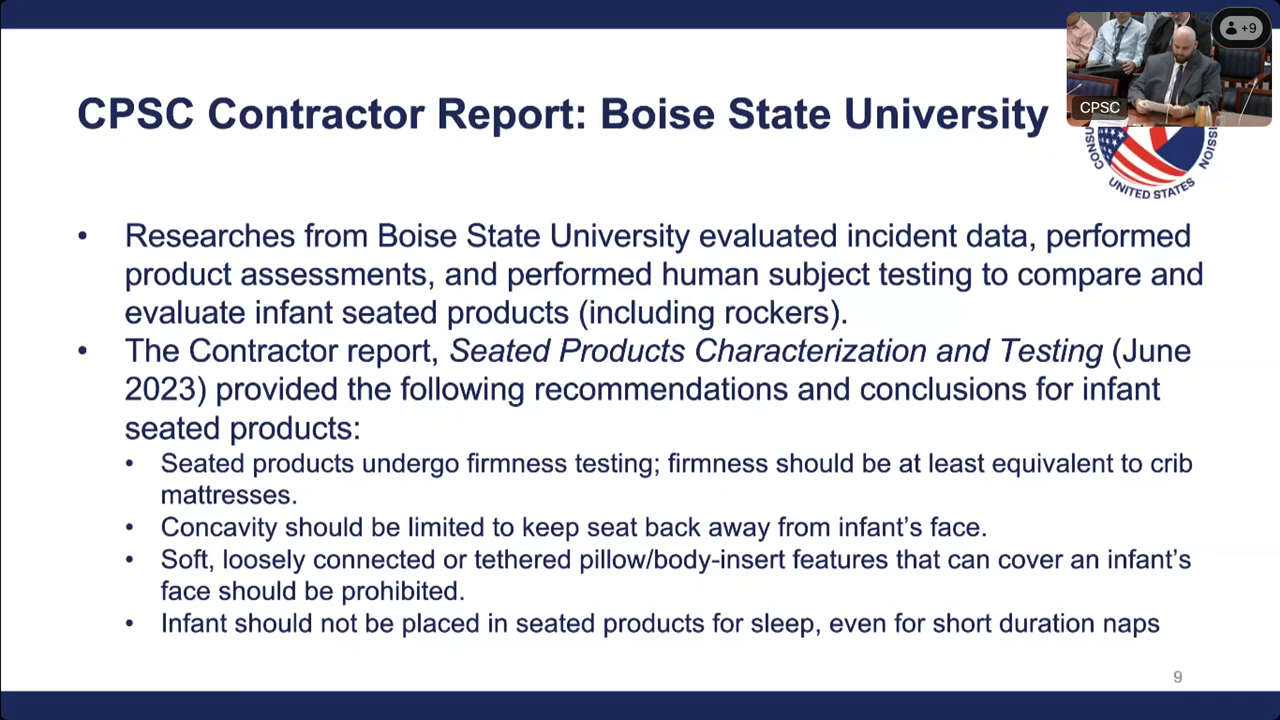 +9
CPSC
CPSC Contractor Report: Boise State University
CONSU
UNITED STATES
MISSION
• Researches from Boise State University evaluated incident data, performed
product assessments, and performed human subject testing to compare and
evaluate infant seated products (including rockers).
• The Contractor report, Seated Products Characterization and Testing (June
2023) provided the following recommendations and conclusions for infant
seated products:
• Seated products undergo firmness testing; firmness should be at least equivalent to crib
mattresses.
• Concavity should be limited to keep seat back away from infant's face.
• Soft, loosely connected or tethered pillow/body-insert features that can cover an infant's
face should be prohibited.
• Infant should not be placed in seated products for sleep, even for short duration naps
9